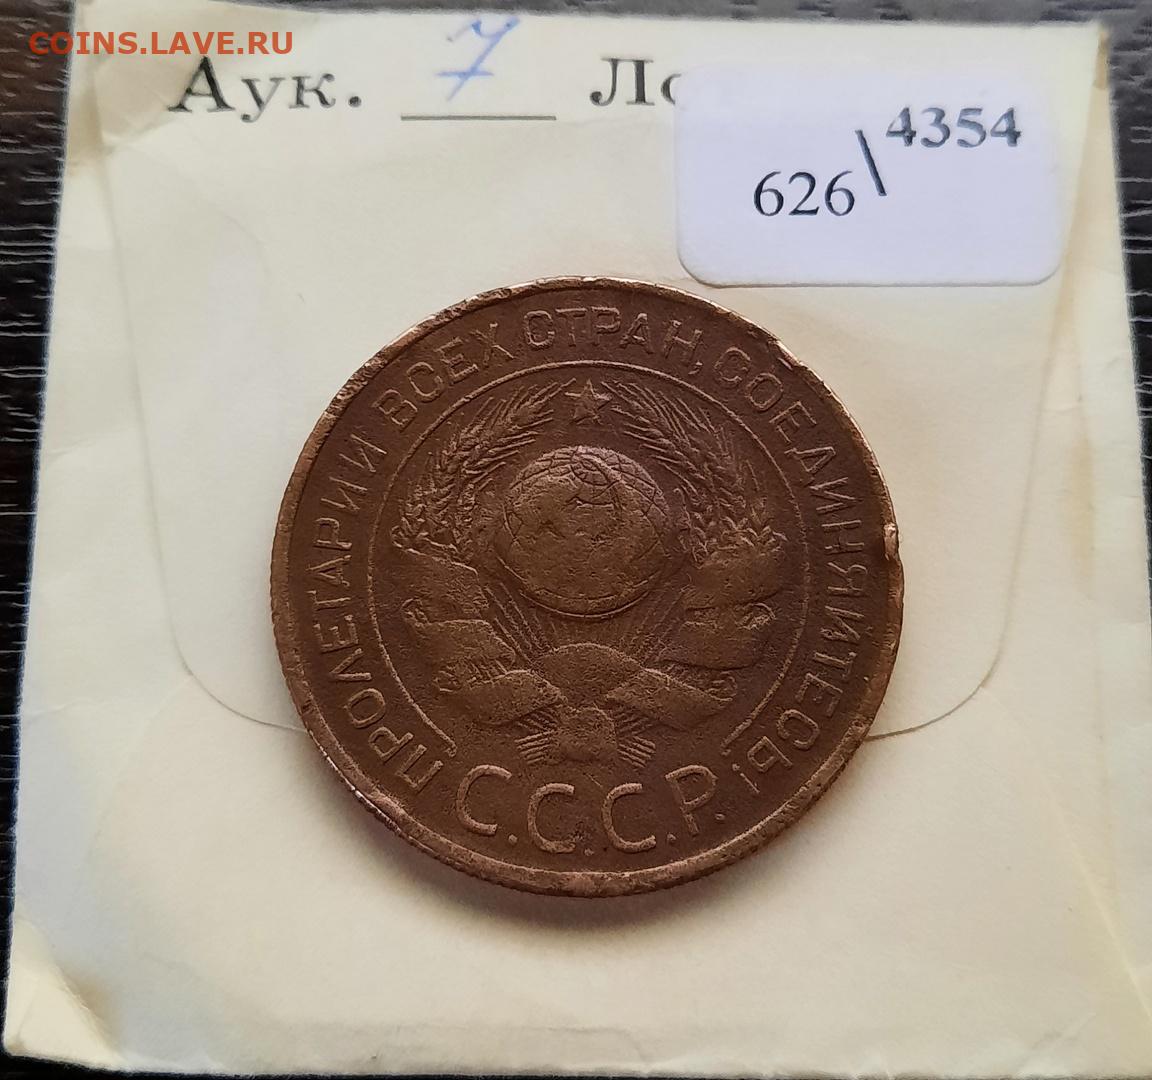 COINS.LAVE.RU
Аук. 7
4354
626 \
ПРОЛЕТАРИИ ВСЕХ СТРАН, СОЕДИНЯЙТЕСЬ!
С.С.С.Р.